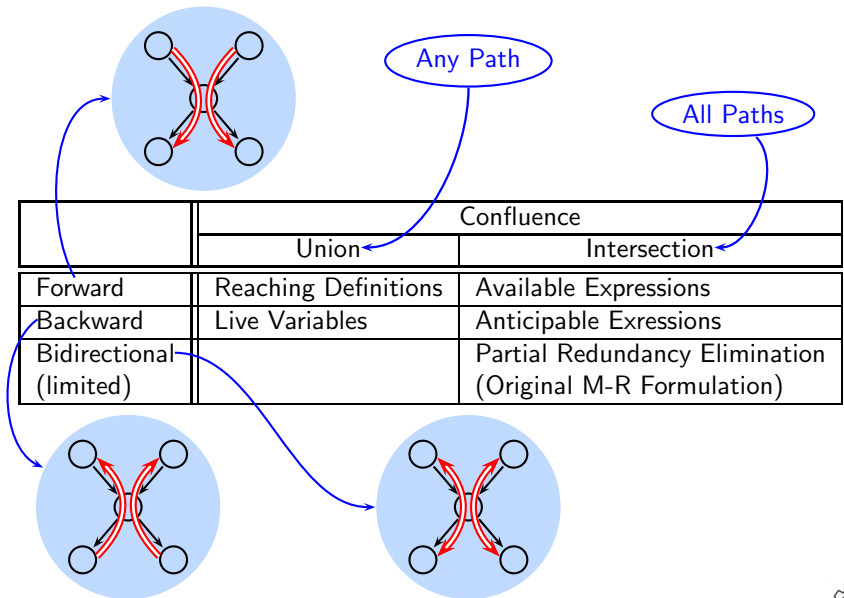 Any Path
All Paths
Confluence
Union Intersection
Forward Reaching Definitions Available Expressions
Backward Live Variables Anticipable Exressions
Bidirectional Partial Redundancy Elimination
(limited) (Original M-R Formulation)